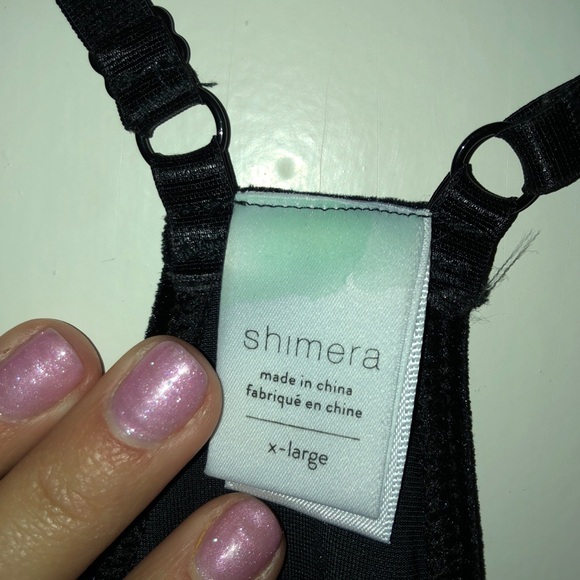 shimera
made in china
fabriqué en chine
x-large